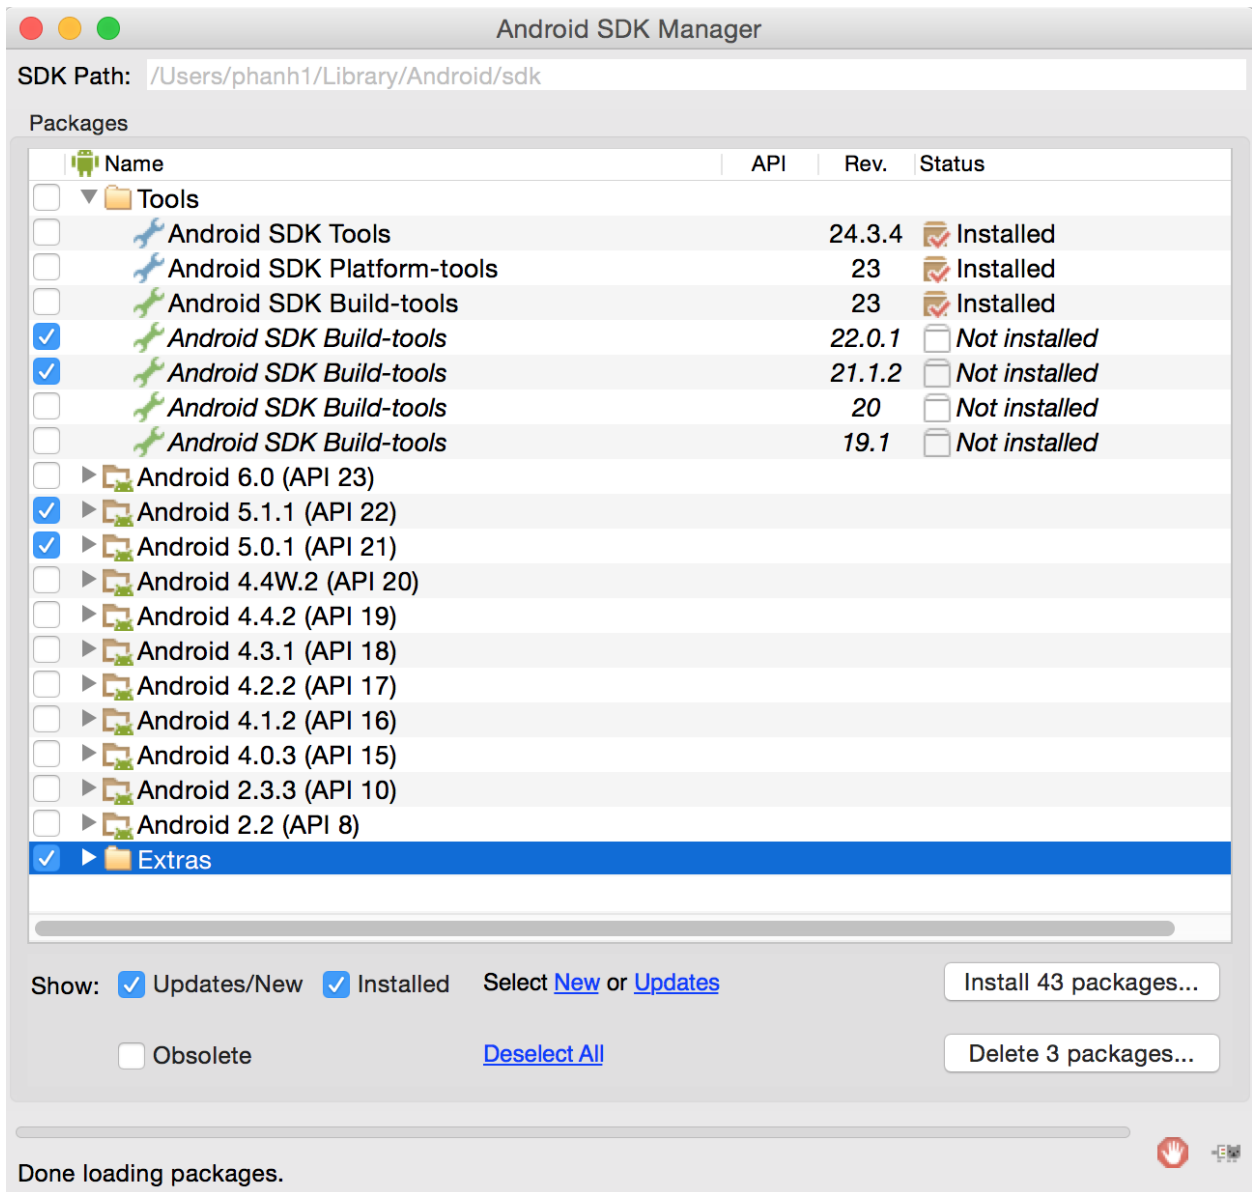 Android SDK Manager
SDK Path: /Users/phanh1/Library/Android/sdk
Packages
Name API Rev. Status
Tools
Android SDK Tools 24.3.4 Installed
Android SDK Platform-tools 23 Installed
Android SDK Build-tools 23 Installed
Android SDK Build-tools 22.0.1 Not installed
Android SDK Build-tools 21.1.2 Not installed
Android SDK Build-tools 20 Not installed
Android SDK Build-tools 19.1 Not installed
Android 6.0 (API 23)
Android 5.1.1 (API 22)
Android 5.0.1 (API 21)
Android 4.4W.2 (API 20)
Android 4.4.2 (API 19)
Android 4.3.1 (API 18)
Android 4.2.2 (API 17)
Android 4.1.2 (API 16)
Android 4.0.3 (API 15)
Android 2.3.3 (API 10)
Android 2.2 (API 8)
Extras
Show: Updates/New Installed Select New or Updates Install 43 packages...
Obsolete Deselect All Delete 3 packages...
Done loading packages.